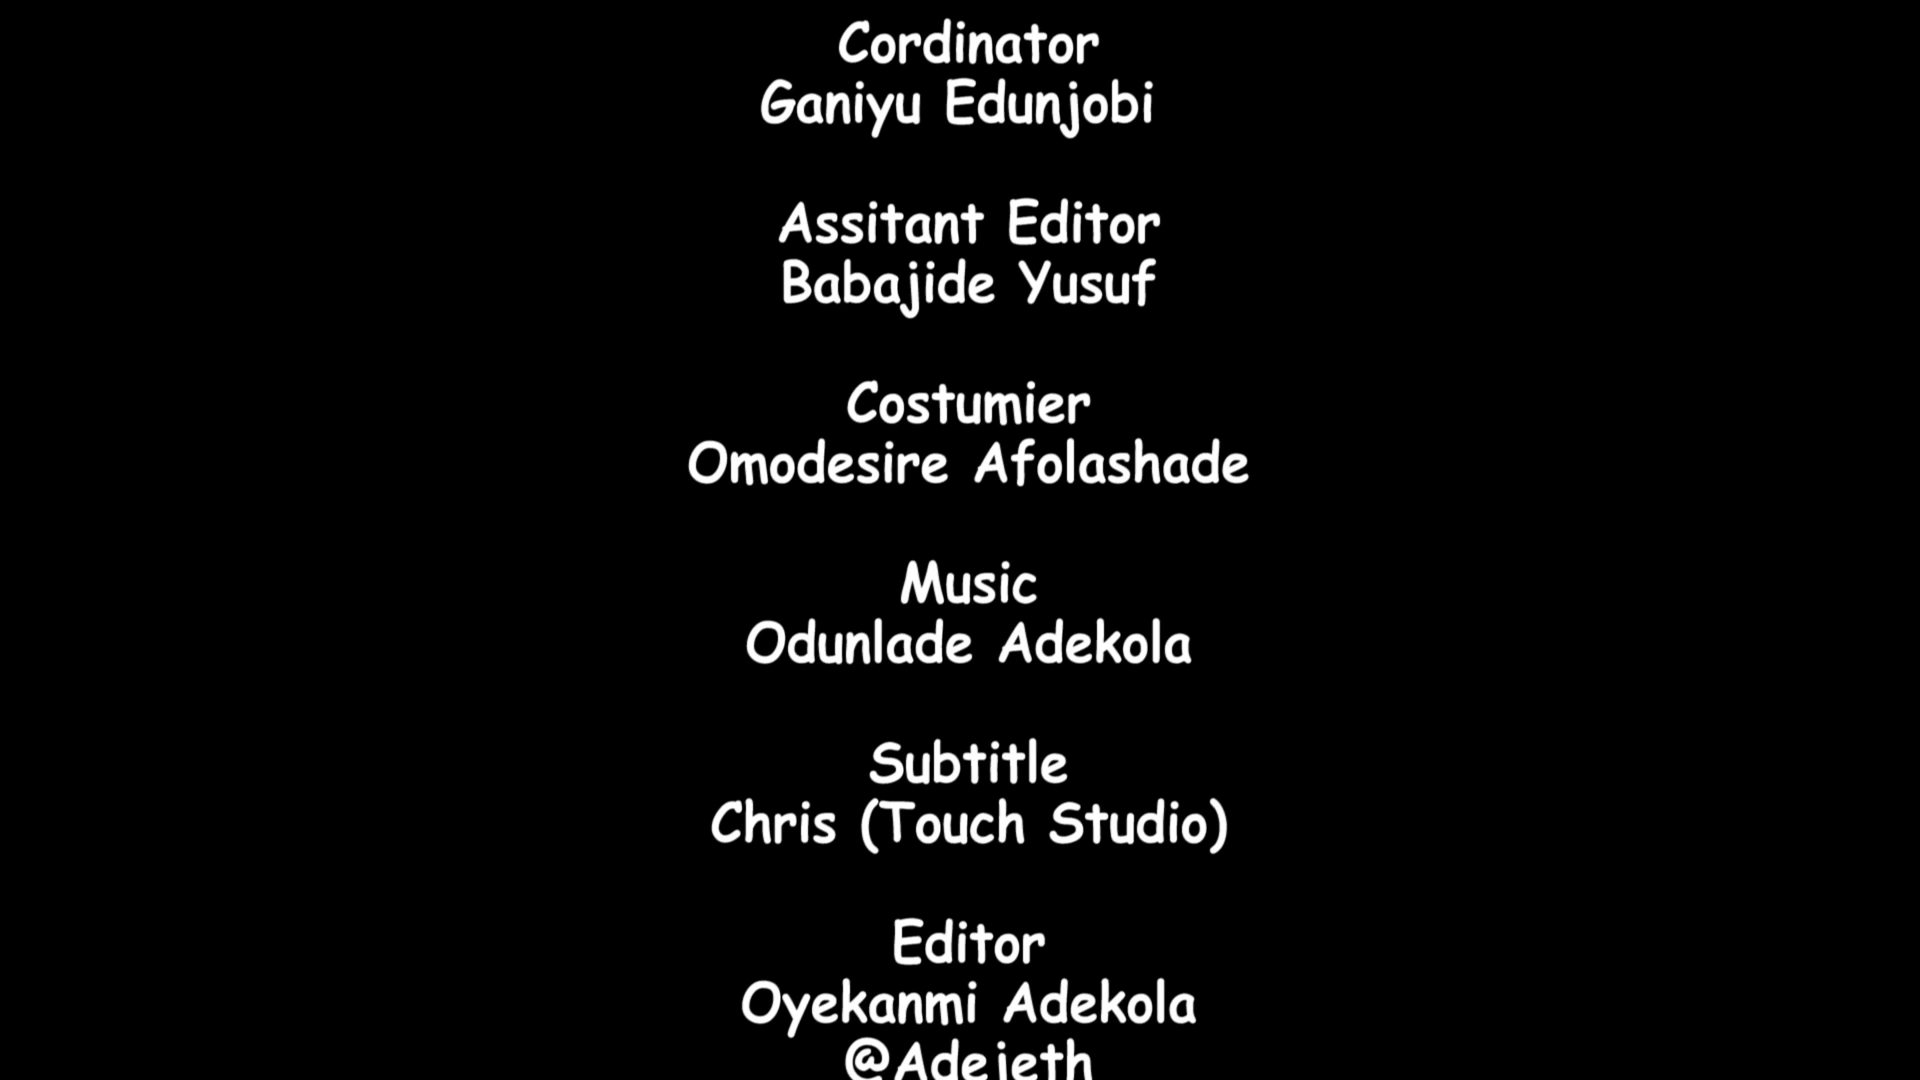 Cordinator
Ganiyu Edunjobi
Assitant Editor
Babajide Yusuf
Costumier
Omodesire Afolashade
Music
Odunlade Adekola
Subtitle
Chris (Touch Studio)
Editor
Oyekanmi Adekola
@Adejeth